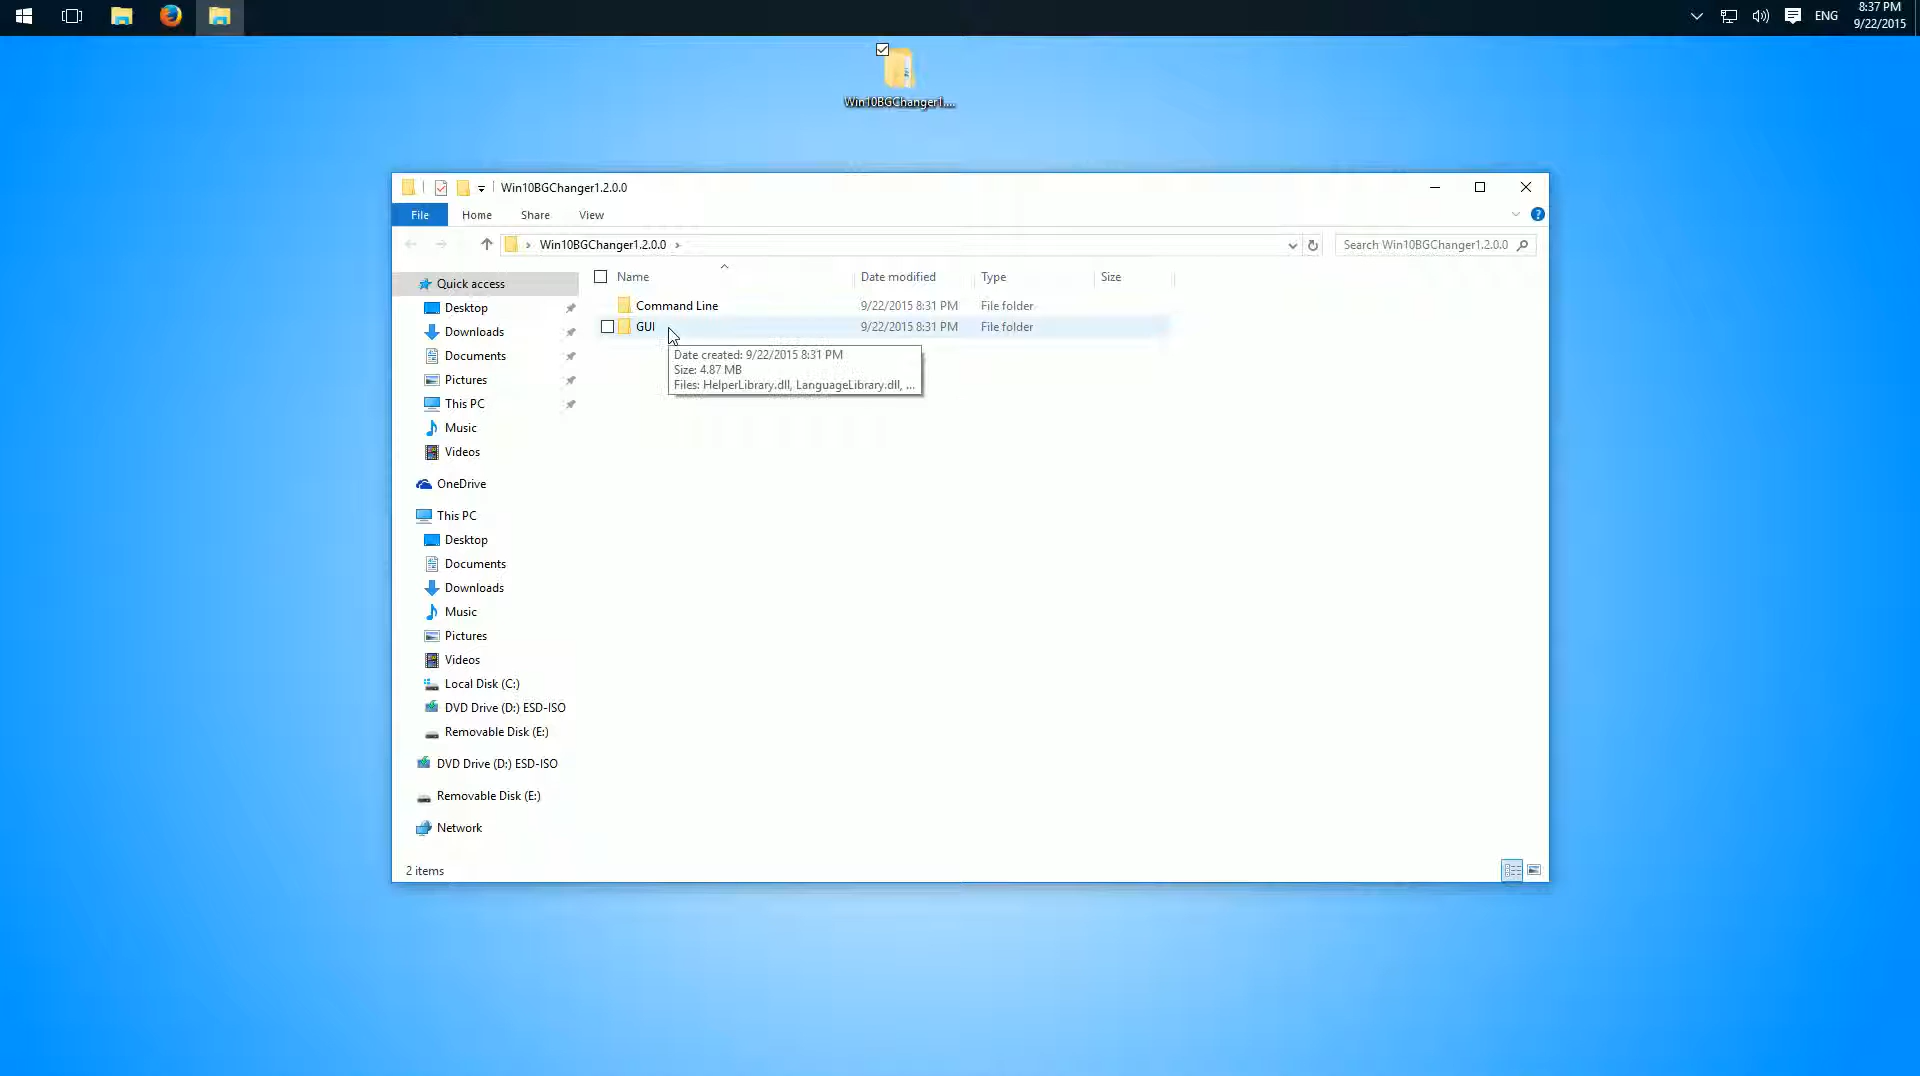 ENG
8:37 PM
9/22/2015
Win10BGChanger1....
Win10BGChanger1.2.0.0
File Home Share View
Win10BGChanger1.2.0.0
Search Win10BGChanger1.2.0.0
Name Date modified Type Size
Command Line 9/22/2015 8:31 PM File folder
GUI 9/22/2015 8:31 PM File folder
Date created: 9/22/2015 8:31 PM
Size: 4.87 MB
Files: HelperLibrary.dll, LanguageLibrary.dll, ...
Quick access
Desktop
Downloads
Documents
Pictures
This PC
Music
Videos
OneDrive
This PC
Desktop
Documents
Downloads
Music
Pictures
Videos
Local Disk (C:)
DVD Drive (D:) ESD-ISO
Removable Disk (E:)
DVD Drive (D:) ESD-ISO
Removable Disk (E:)
Network
2 items